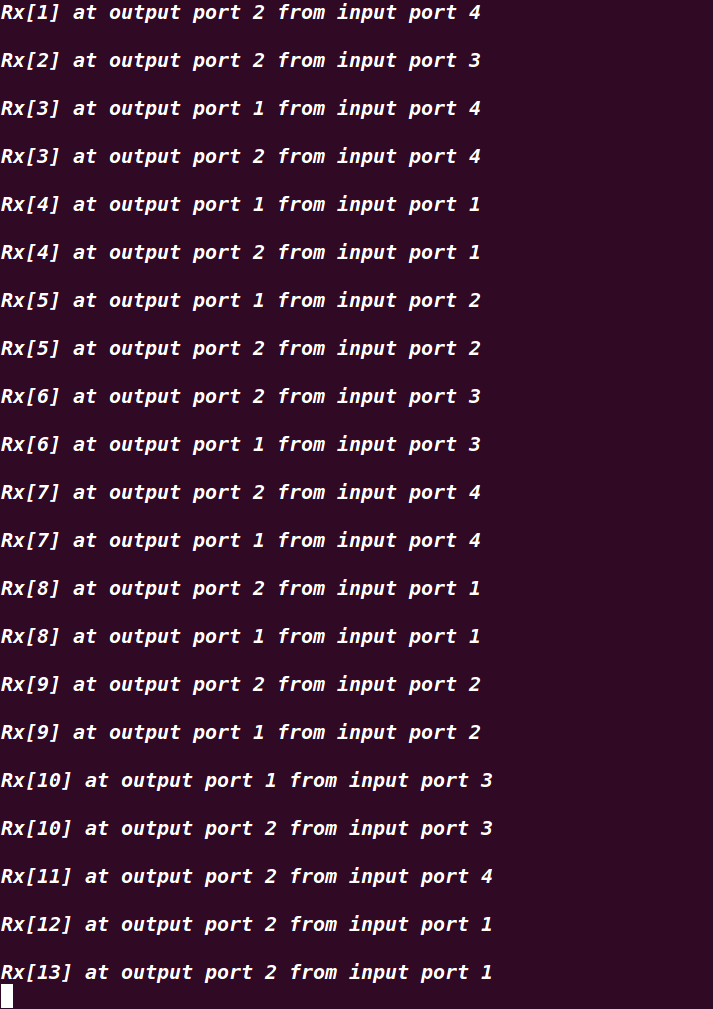 Rx[1] at output port 2 from input port 4
Rx[2] at output port 2 from input port 3
Rx[3] at output port 1 from input port 4
Rx[3] at output port 2 from input port 4
Rx[4] at output port 1 from input port 1
Rx[4] at output port 2 from input port 1
Rx[5] at output port 1 from input port 2
Rx[5] at output port 2 from input port 2
Rx[6] at output port 2 from input port 3
Rx[6] at output port 1 from input port 3
Rx[7] at output port 2 from input port 4
Rx[7] at output port 1 from input port 4
Rx[8] at output port 2 from input port 1
Rx[8] at output port 1 from input port 1
Rx[9] at output port 2 from input port 2
Rx[9] at output port 1 from input port 2
Rx[10] at output port 1 from input port 3
Rx[10] at output port 2 from input port 3
Rx[11] at output port 2 from input port 4
Rx[12] at output port 2 from input port 1
Rx[13] at output port 2 from input port 1